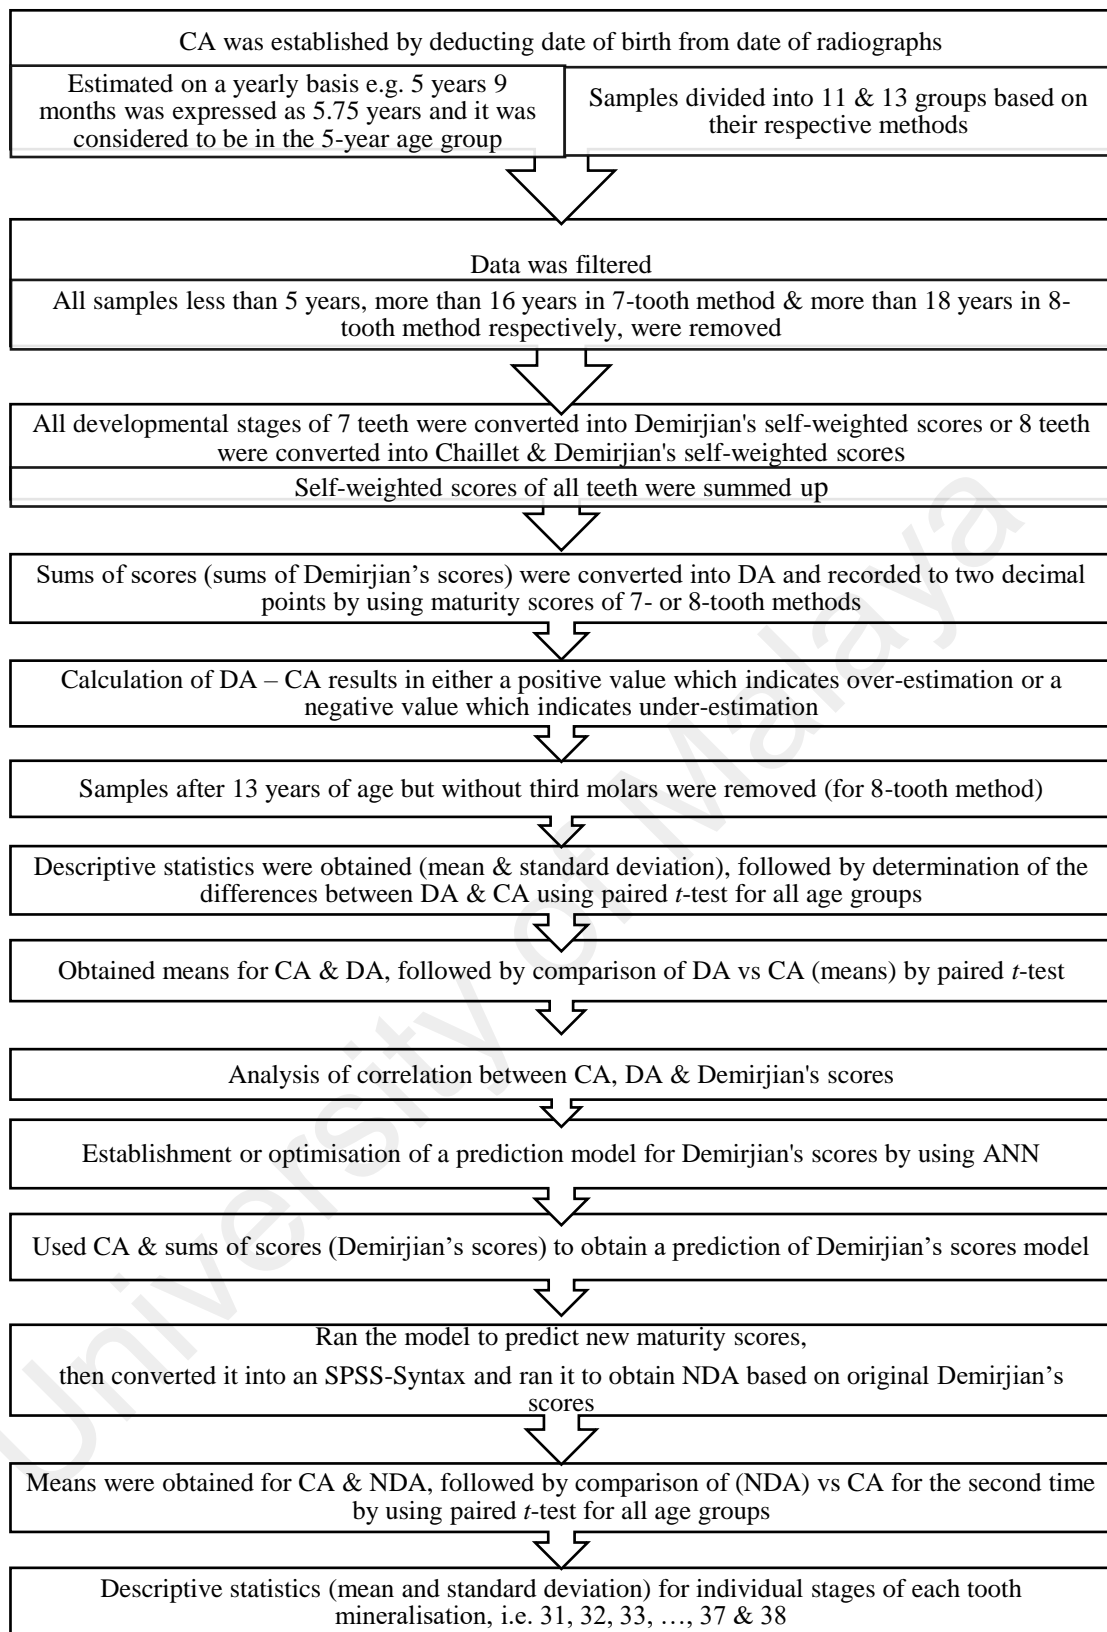 CA was established by deducting date of birth from date of radiographs
Estimated on a yearly basis e.g. 5 years 9
months was expressed as 5.75 years and it was
considered to be in the 5-year age group
Samples divided into 11 & 13 groups based on
their respective methods
Data was filtered
All samples less than 5 years, more than 16 years in 7-tooth method & more than 18 years in 8-
tooth method respectively, were removed
All developmental stages of 7 teeth were converted into Demirjian's self-weighted scores or 8 teeth
were converted into Chaillet & Demirjian's self-weighted scores
Self-weighted scores of all teeth were summed up
Sums of scores (sums of Demirjian’s scores) were converted into DA and recorded to two decimal
points by using maturity scores of 7- or 8-tooth methods
Calculation of DA – CA results in either a positive value which indicates over-estimation or a
negative value which indicates under-estimation
Samples after 13 years of age but without third molars were removed (for 8-tooth method)
Descriptive statistics were obtained (mean & standard deviation), followed by determination of the
differences between DA & CA using paired t-test for all age groups
Obtained means for CA & DA, followed by comparison of DA vs CA (means) by paired t-test
Analysis of correlation between CA, DA & Demirjian's scores
Establishment or optimisation of a prediction model for Demirjian's scores by using ANN
Used CA & sums of scores (Demirjian’s scores) to obtain a prediction of Demirjian’s scores model
Ran the model to predict new maturity scores,
then converted it into an SPSS-Syntax and ran it to obtain NDA based on original Demirjian’s
scores
Means were obtained for CA & NDA, followed by comparison of (NDA) vs CA for the second time
by using paired t-test for all age groups
Descriptive statistics (mean and standard deviation) for individual stages of each tooth
mineralisation, i.e. 31, 32, 33, …, 37 & 38
University of Malaya